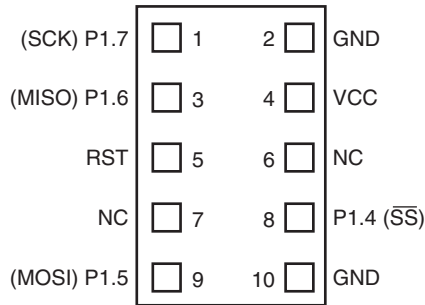 (SCK) P1.7 1 2 GND
(MISO) P1.6 3 4 VCC
RST 5 6 NC
NC 7 8 P1.4 (S̅S̅)
(MOSI) P1.5 9 10 GND